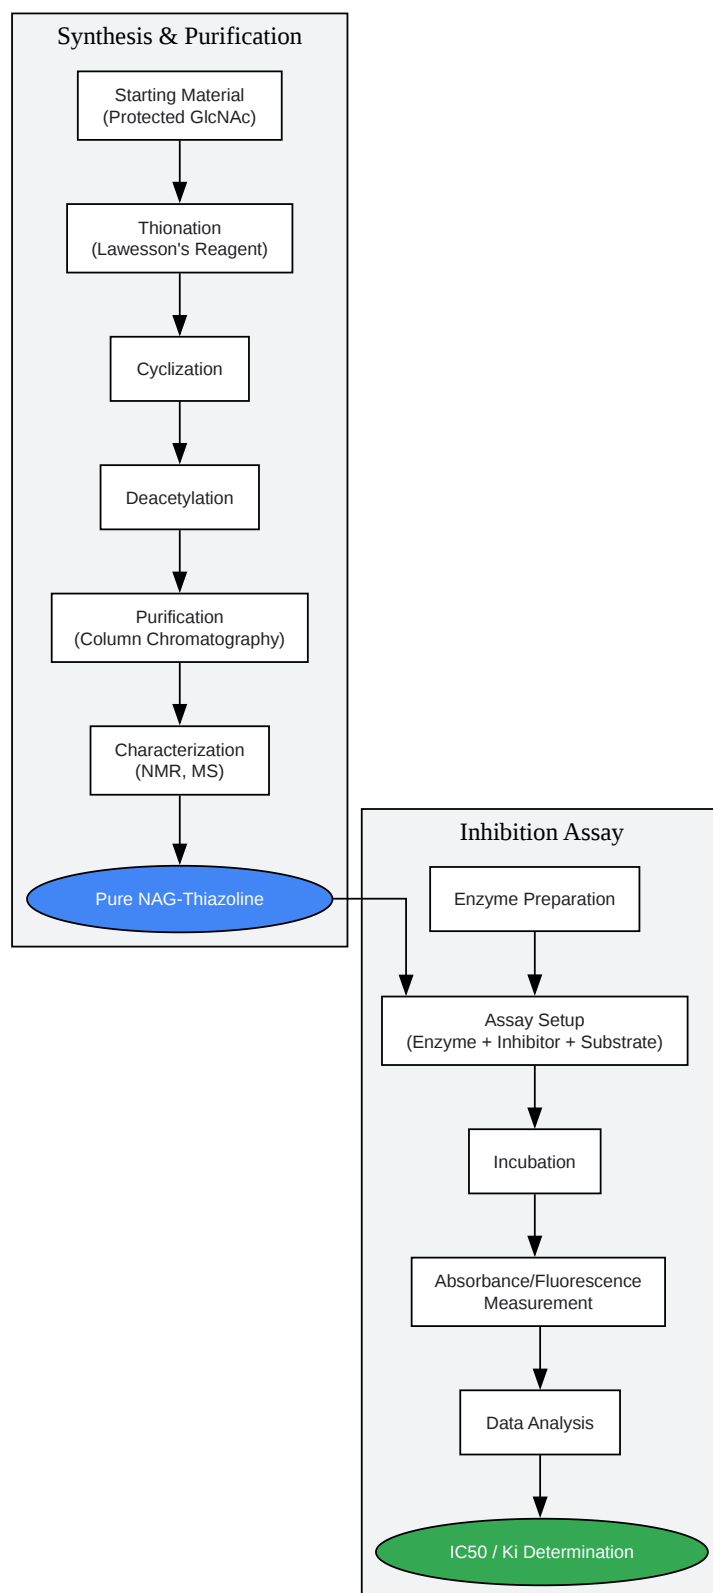 Synthesis & Purification
Starting Material
(Protected GlcNAc)
Thionation
(Lawesson's Reagent)
Cyclization
Deacetylation
Purification
(Column Chromatography)
Characterization
(NMR, MS)
Pure NAG-Thiazoline
Inhibition Assay
Enzyme Preparation
Assay Setup
(Enzyme + Inhibitor + Substrate)
Incubation
Absorbance/Fluorescence
Measurement
Data Analysis
IC50 / Ki Determination